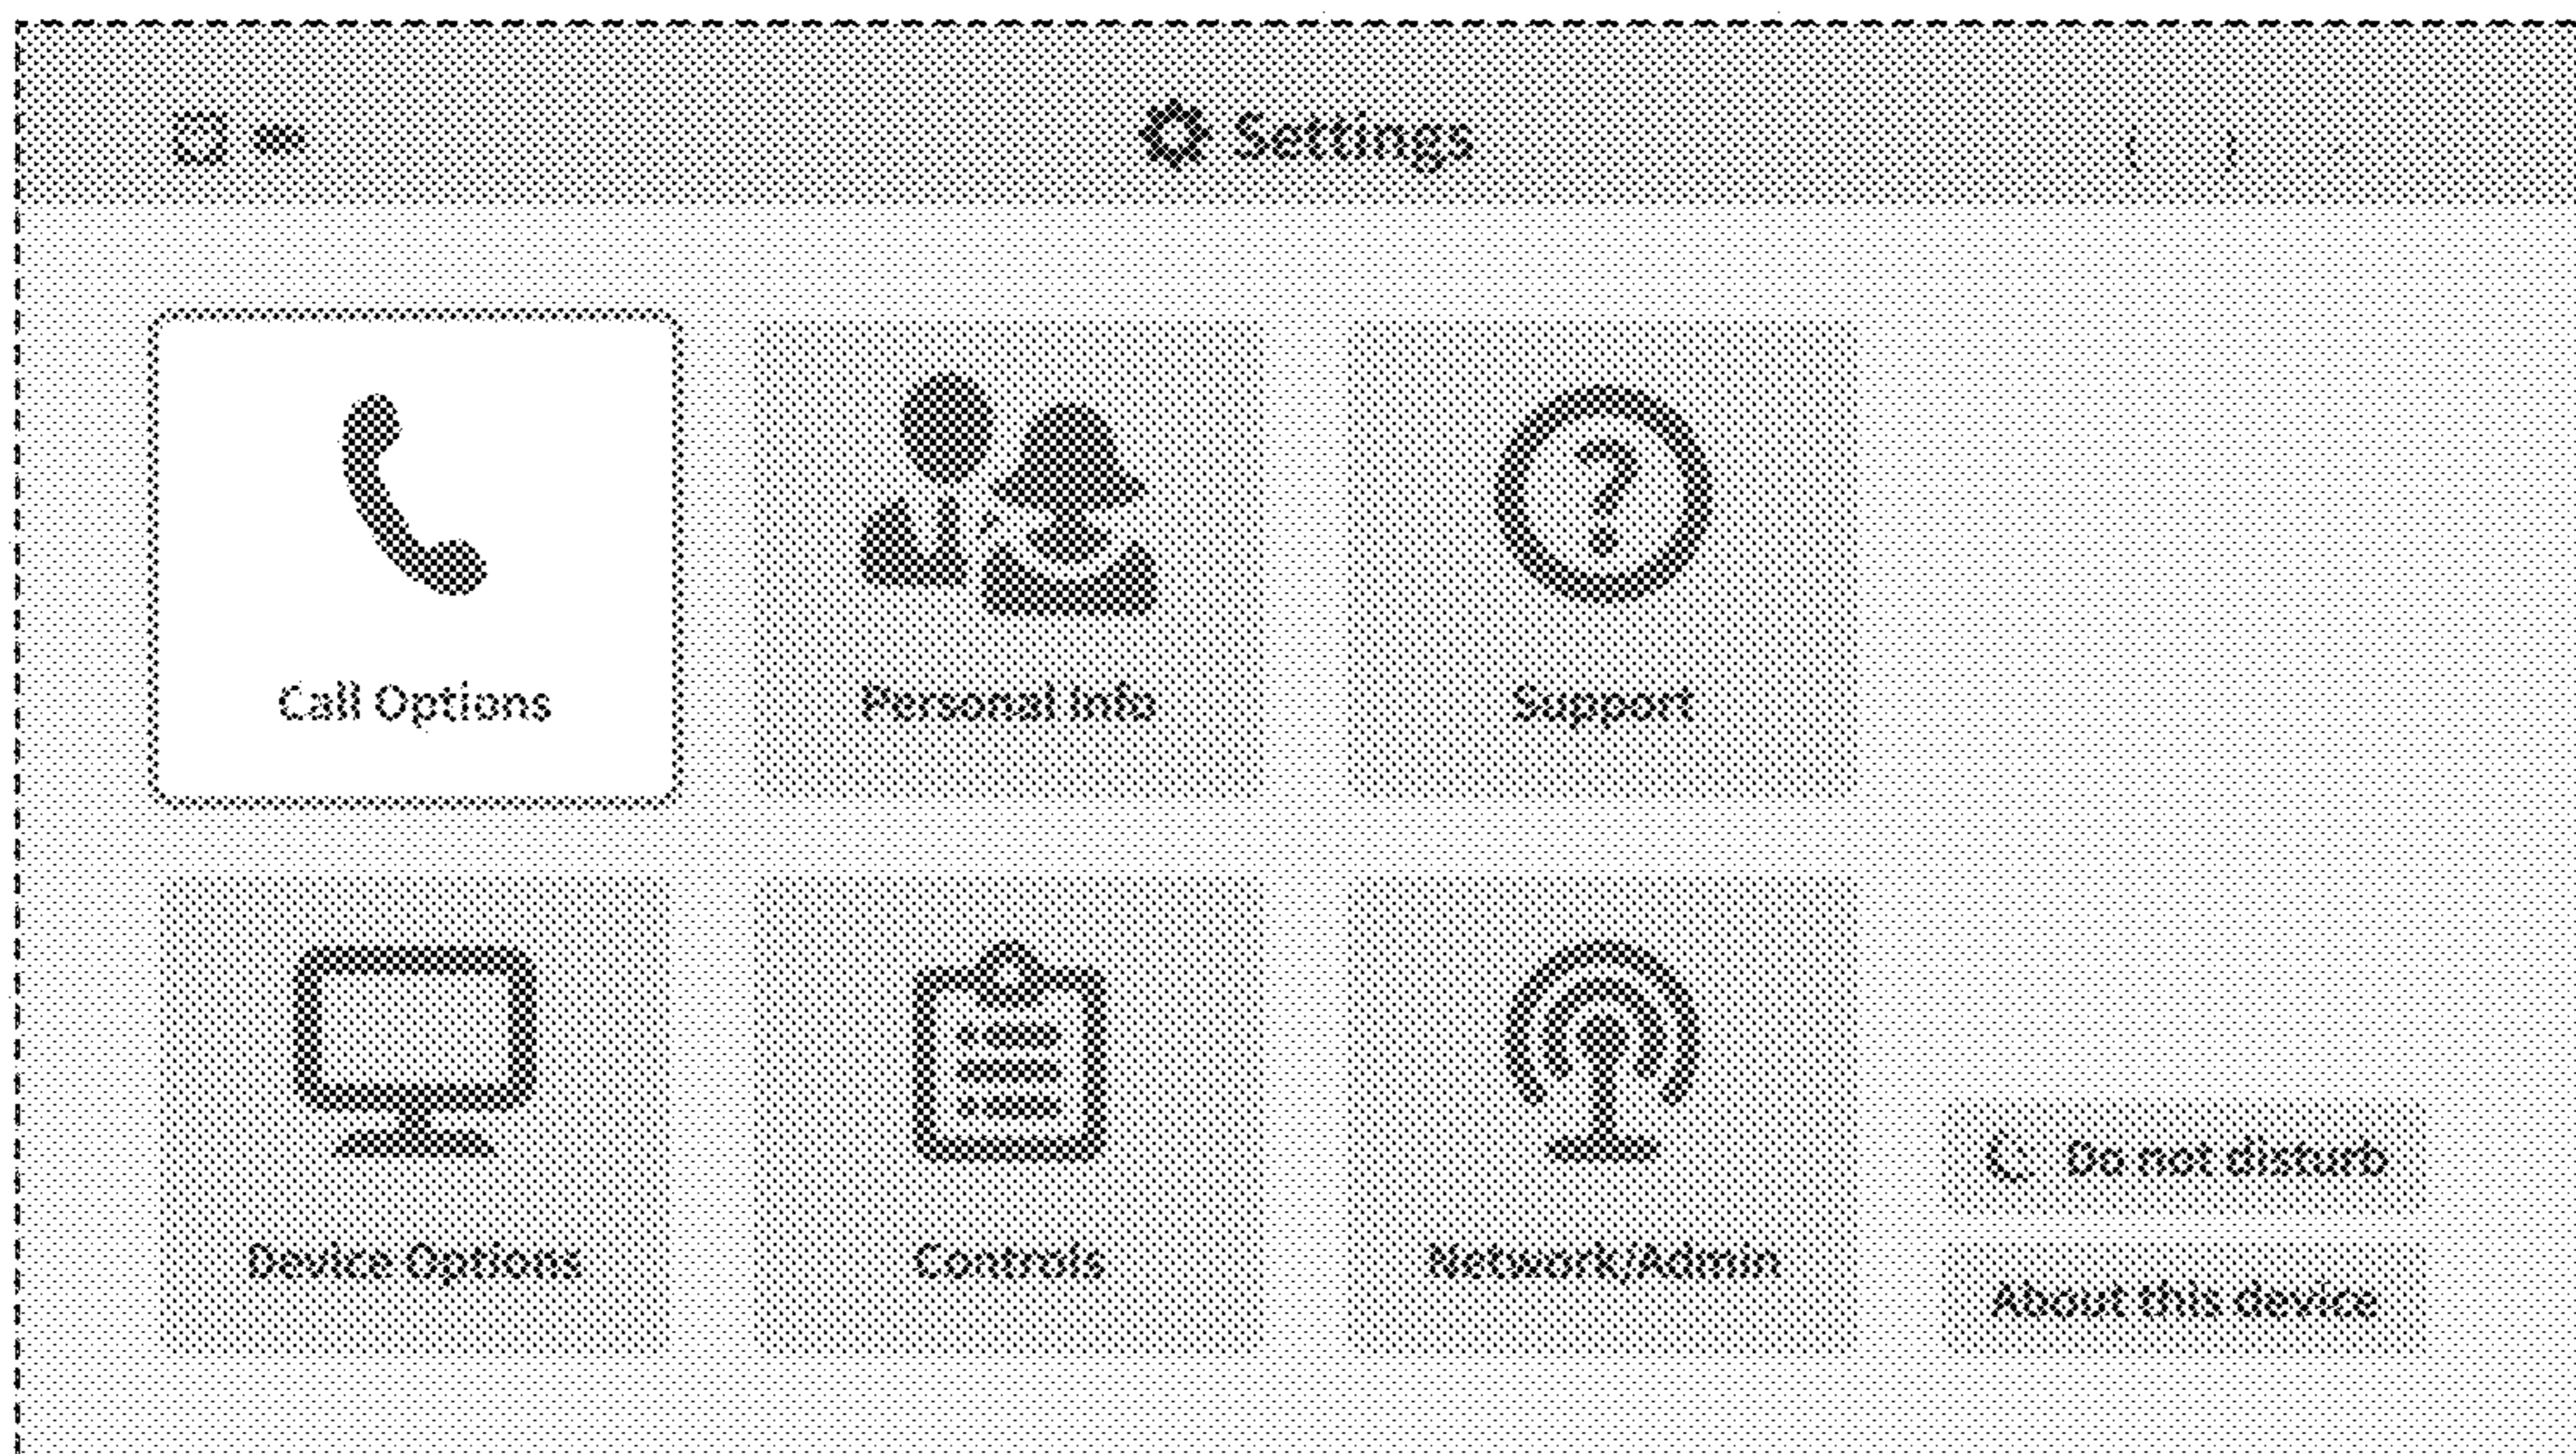 Settings
Call Options
Personal Info
Support
Device Options
Controls
Network/Admin
Do not disturb
About this device